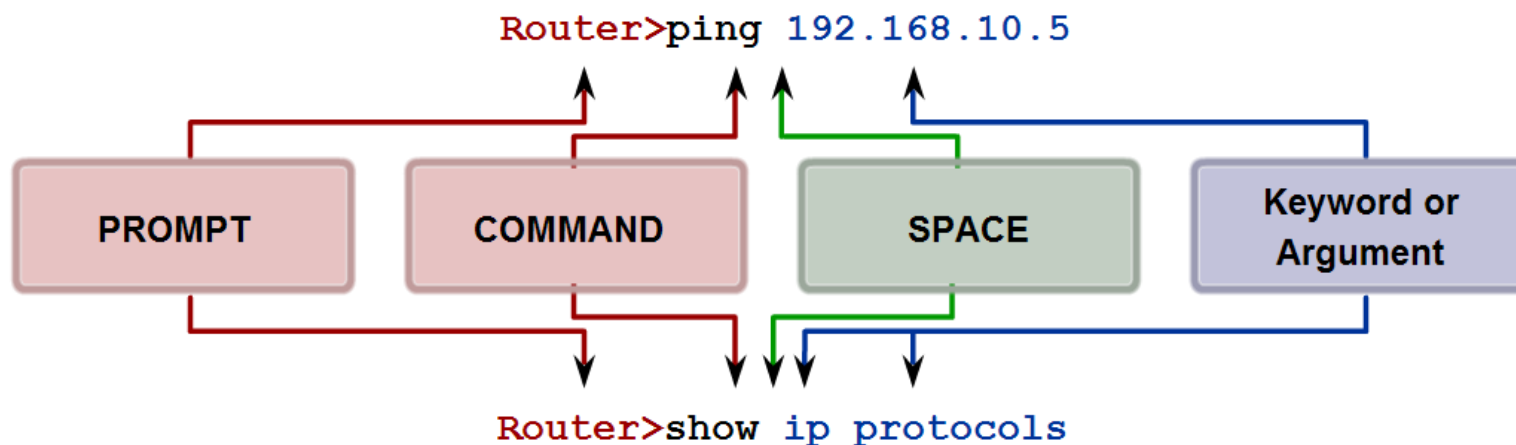 Router>ping 192.168.10.5
PROMPT
COMMAND
SPACE
Keyword or
Argument
Router>show ip protocols